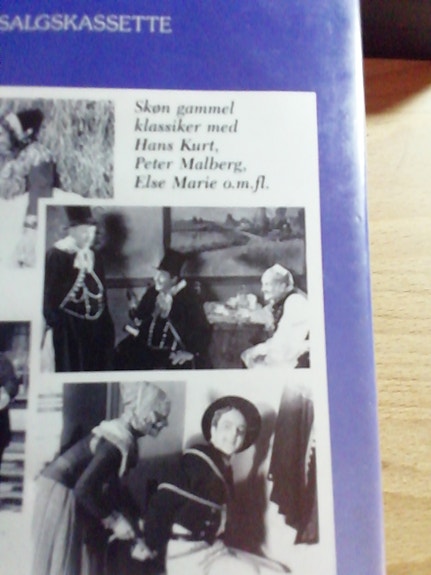 SALGSKASSETTE
Skøn gammel
klassiker med
Hans Kurt,
Peter Malberg,
Else Marie o.m.fl.